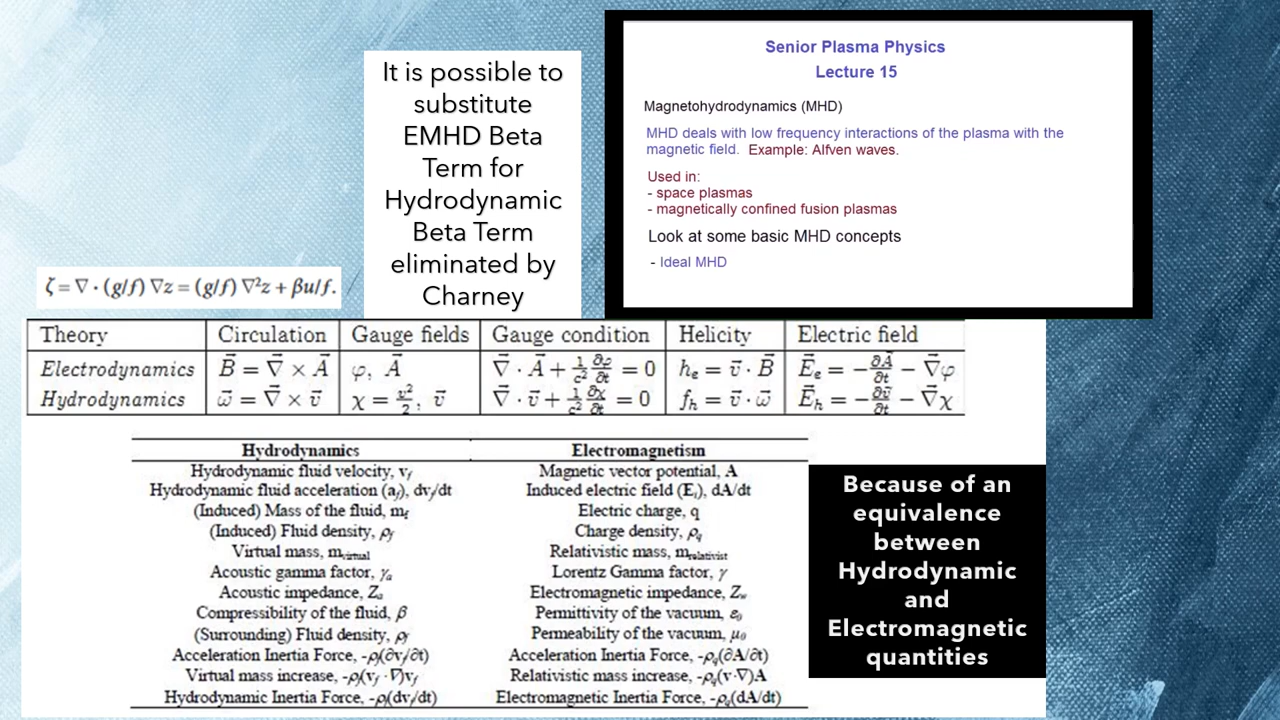 It is possible to
substitute
EMHD Beta
Term for
Hydrodynamic
Beta Term
eliminated by
Charney
Senior Plasma Physics
Lecture 15
Magnetohydrodynamics (MHD)
MHD deals with low frequency interactions of the plasma with the
magnetic field. Example: Alfven waves.
Used in:
- space plasmas
- magnetically confined fusion plasmas
Look at some basic MHD concepts
- Ideal MHD
ζ = ∇ · (g/f) ∇z = (g/f) ∇²z + βu/f.
Theory Circulation Gauge fields Gauge condition Helicity Electric field
Electrodynamics B⃗ = ∇⃗ × A⃗ φ, A⃗ ∇⃗ · A⃗ + 1/c² ∂φ/∂t = 0 hₑ = v⃗ · B⃗ E⃗ₑ = −∂A⃗/∂t − ∇⃗φ
Hydrodynamics ω⃗ = ∇⃗ × v⃗ χ = v²/2, v⃗ ∇⃗ · v⃗ + 1/c² ∂χ/∂t = 0 fₕ = v⃗ · ω⃗ E⃗ₕ = −∂v⃗/∂t − ∇⃗χ
Hydrodynamics Electromagnetism
Hydrodynamic fluid velocity, v_f Magnetic vector potential, A
Hydrodynamic fluid acceleration (a_f), dv_f/dt Induced electric field (E_i), dA/dt
(Induced) Mass of the fluid, m_f Electric charge, q
(Induced) Fluid density, ρ_f Charge density, ρ_q
Virtual mass, m_virtual Relativistic mass, m_relativist
Acoustic gamma factor, γ_a Lorentz Gamma factor, γ
Acoustic impedance, Z_a Electromagnetic impedance, Z_w
Compressibility of the fluid, β Permittivity of the vacuum, ε₀
(Surrounding) Fluid density, ρ_f Permeability of the vacuum, μ₀
Acceleration Inertia Force, -ρ_f(∂v_f/∂t) Acceleration Inertia Force, -ρ_q(∂A/∂t)
Virtual mass increase, -ρ_f(v_f ·∇)v_f Relativistic mass increase, -ρ_q(v·∇)A
Hydrodynamic Inertia Force, -ρ_f(dv_f/dt) Electromagnetic Inertia Force, -ρ_q(dA/dt)
Because of an
equivalence
between
Hydrodynamic
and
Electromagnetic
quantities